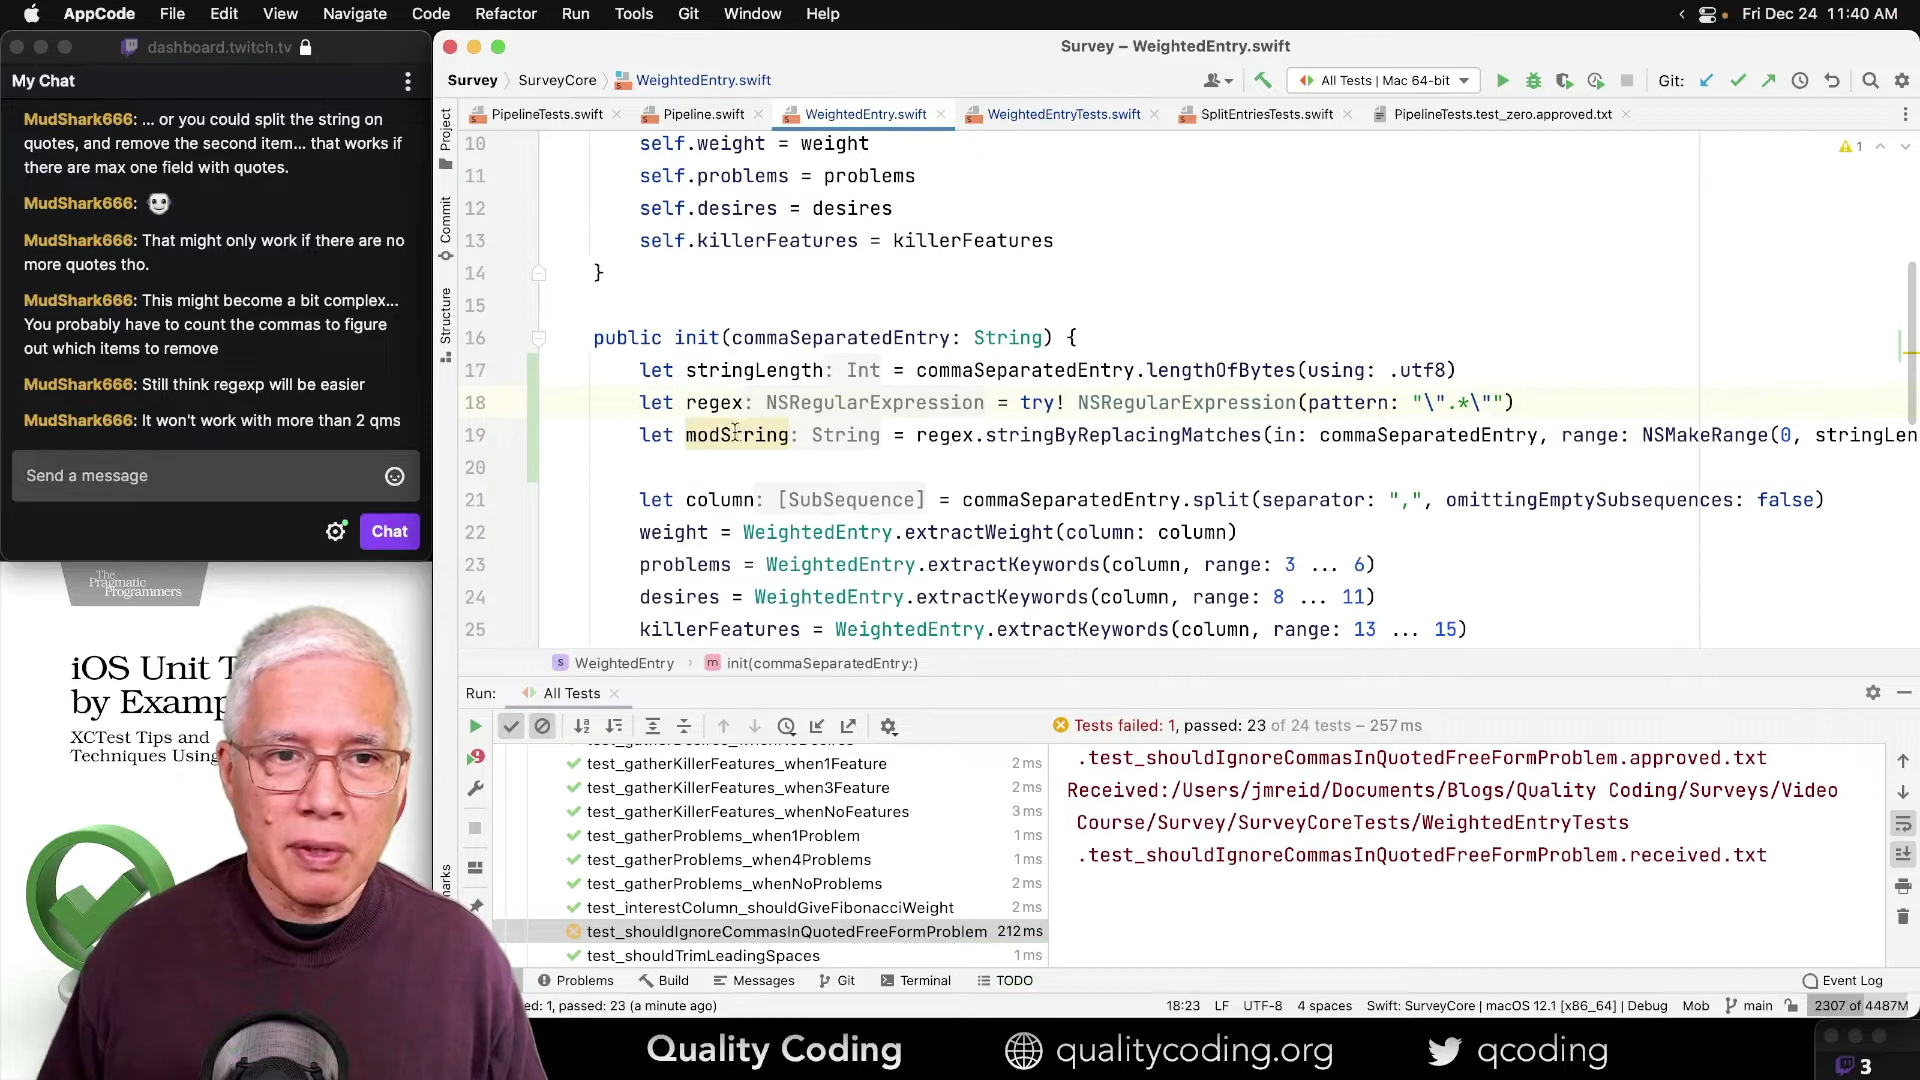 AppCode File Edit View Navigate Code Refactor Run Tools Git Window Help
Fri Dec 24 11:40 AM
dashboard.twitch.tv
My Chat
MudShark666: ... or you could split the string on
quotes, and remove the second item... that works if
there are max one field with quotes.
MudShark666:
MudShark666: That might only work if there are no
more quotes tho.
MudShark666: This might become a bit complex...
You probably have to count the commas to figure
out which items to remove
MudShark666: Still think regexp will be easier
MudShark666: It won't work with more than 2 qms
Send a message
Chat
The
Pragmatic
Programmers
iOS Unit T
by Examp
XCTest Tips and
Techniques Using
Survey – WeightedEntry.swift
Survey SurveyCore WeightedEntry.swift
All Tests | Mac 64-bit
Git:
PipelineTests.swift Pipeline.swift WeightedEntry.swift WeightedEntryTests.swift SplitEntriesTests.swift PipelineTests.test_zero.approved.txt
Project
Commit
Structure
1
10 self.weight = weight
11 self.problems = problems
12 self.desires = desires
13 self.killerFeatures = killerFeatures
14 }
15
16 public init(commaSeparatedEntry: String) {
17 let stringLength: Int = commaSeparatedEntry.lengthOfBytes(using: .utf8)
18 let regex: NSRegularExpression = try! NSRegularExpression(pattern: "\".*\"")
19 let modString: String = regex.stringByReplacingMatches(in: commaSeparatedEntry, range: NSMakeRange(0, stringLen
20
21 let column: [SubSequence] = commaSeparatedEntry.split(separator: ",", omittingEmptySubsequences: false)
22 weight = WeightedEntry.extractWeight(column: column)
23 problems = WeightedEntry.extractKeywords(column, range: 3 ... 6)
24 desires = WeightedEntry.extractKeywords(column, range: 8 ... 11)
25 killerFeatures = WeightedEntry.extractKeywords(column, range: 13 ... 15)
WeightedEntry init(commaSeparatedEntry:)
Run: All Tests
Tests failed: 1, passed: 23 of 24 tests – 257 ms
test_gatherDesires_whenNoDesires
test_gatherKillerFeatures_when1Feature 2 ms
test_gatherKillerFeatures_when3Feature 2 ms
test_gatherKillerFeatures_whenNoFeatures 3 ms
test_gatherProblems_when1Problem 1 ms
test_gatherProblems_when4Problems 1 ms
test_gatherProblems_whenNoProblems 2 ms
test_interestColumn_shouldGiveFibonacciWeight 2 ms
test_shouldIgnoreCommasInQuotedFreeFormProblem 212 ms
test_shouldTrimLeadingSpaces 1 ms
.test_shouldIgnoreCommasInQuotedFreeFormProblem.approved.txt
Received:/Users/jmreid/Documents/Blogs/Quality Coding/Surveys/Video
Course/Survey/SurveyCoreTests/WeightedEntryTests
.test_shouldIgnoreCommasInQuotedFreeFormProblem.received.txt
marks
Problems Build Messages Git Terminal TODO Event Log
ed: 1, passed: 23 (a minute ago)
18:23 LF UTF-8 4 spaces Swift: SurveyCore | macOS 12.1 [x86_64] | Debug Mob main 2307 of 4487M
Quality Coding qualitycoding.org qcoding
3